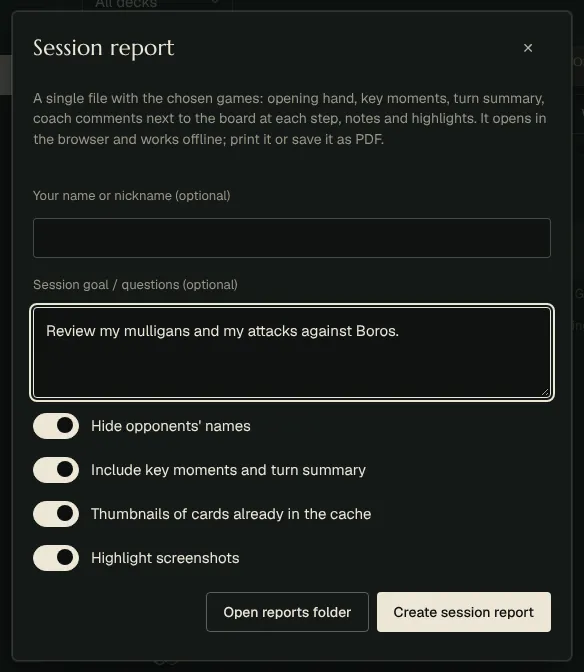 All decks
Session report
A single file with the chosen games: opening hand, key moments, turn summary,
coach comments next to the board at each step, notes and highlights. It opens in
the browser and works offline; print it or save it as PDF.
Your name or nickname (optional)
Session goal / questions (optional)
Review my mulligans and my attacks against Boros.
Hide opponents' names
Include key moments and turn summary
Thumbnails of cards already in the cache
Highlight screenshots
Open reports folder
Create session report